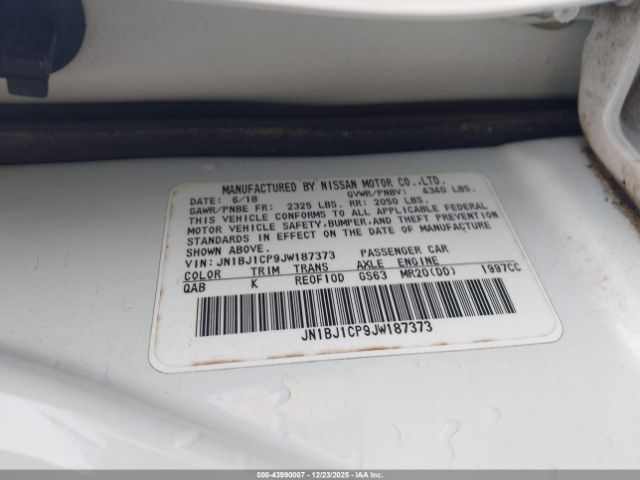 MANUFACTURED BY NISSAN MOTOR CO.,LTD.
DATE: 6/18 GVWR/PNBV: 4340 LBS.
GAWR/PNBE FR: 2325 LBS. RR: 2050 LBS.
THIS VEHICLE CONFORMS TO ALL APPLICABLE FEDERAL
MOTOR VEHICLE SAFETY,BUMPER,AND THEFT PREVENTION
STANDARDS IN EFFECT ON THE DATE OF MANUFACTURE
SHOWN ABOVE.
VIN: JN1BJ1CP9JW187373 PASSENGER CAR
COLOR TRIM TRANS AXLE ENGINE
QAB K RE0F10D GS63 MR20(DD) 1997CC
JN1BJ1CP9JW187373
000-43990007 - 12/23/2025 - IAAI.COM